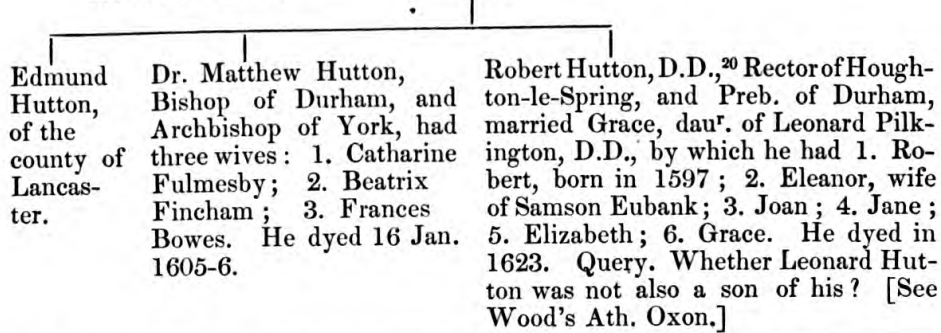 Edmund
Hutton,
of the
county of
Lancas-
ter.
Dr. Matthew Hutton,
Bishop of Durham, and
Archbishop of York, had
three wives: 1. Catharine
Fulmesby; 2. Beatrix
Fincham; 3. Frances
Bowes. He dyed 16 Jan.
1605-6.
Robert Hutton, D.D.,²⁰ Rector of Hough-
ton-le-Spring, and Preb. of Durham,
married Grace, dauʳ. of Leonard Pilk-
ington, D.D., by which he had 1. Ro-
bert, born in 1597; 2. Eleanor, wife
of Samson Eubank; 3. Joan; 4. Jane;
5. Elizabeth; 6. Grace. He dyed in
1623. Query. Whether Leonard Hut-
ton was not also a son of his? [See
Wood's Ath. Oxon.]